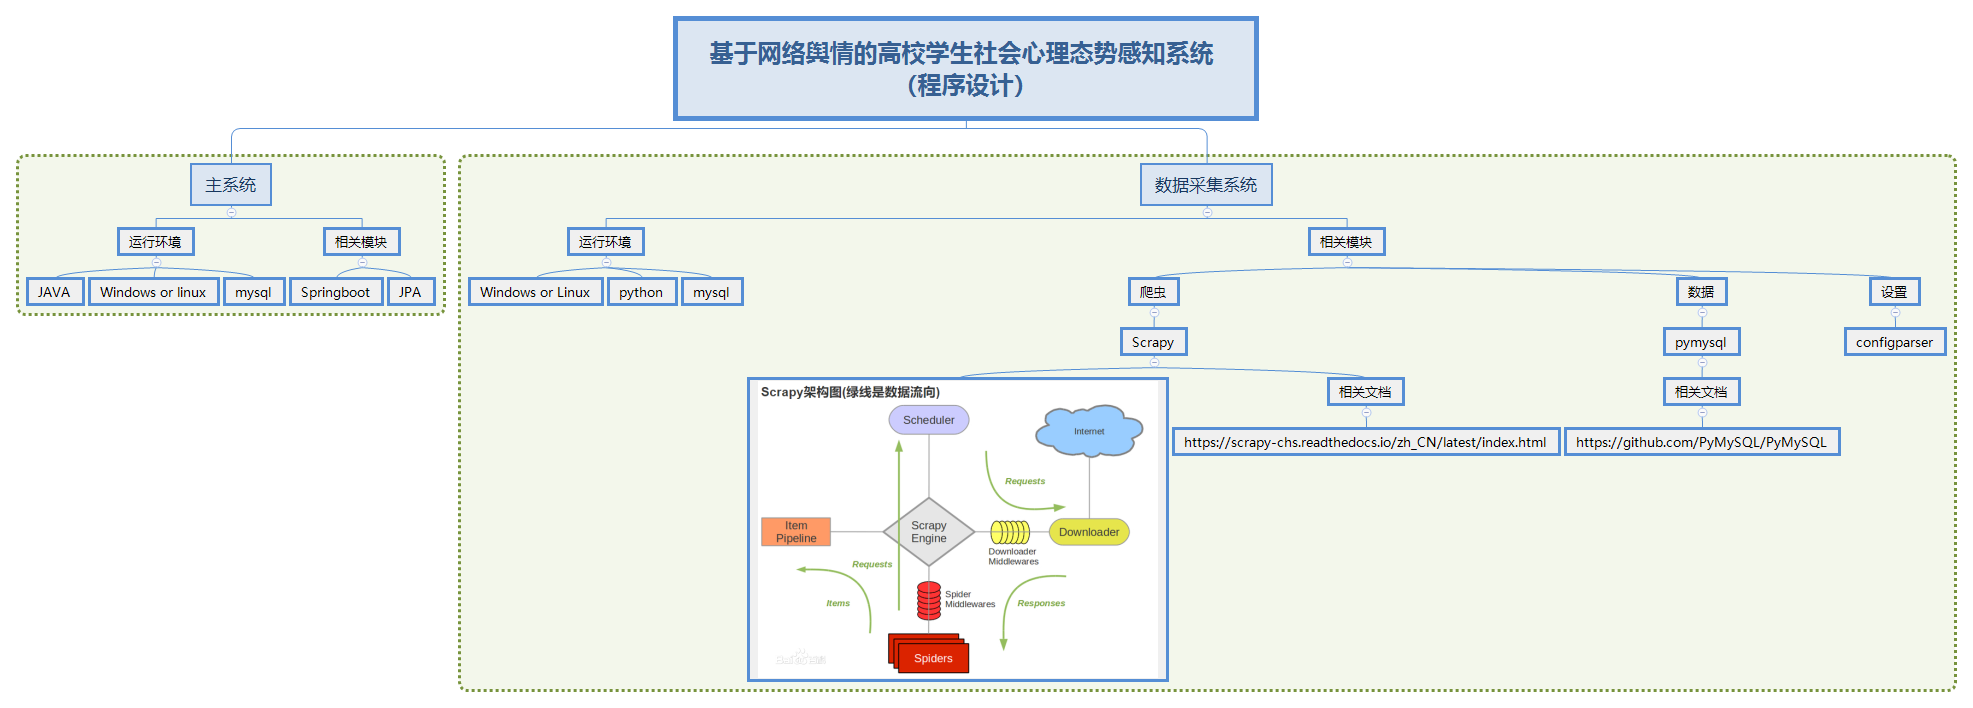 基于网络舆情的高校学生社会心理态势感知系统
（程序设计）
主系统
数据采集系统
运行环境
相关模块
运行环境
相关模块
JAVA
Windows or linux
mysql
Springboot
JPA
Windows or Linux
python
mysql
爬虫
数据
设置
Scrapy
pymysql
configparser
相关文档
相关文档
https://scrapy-chs.readthedocs.io/zh_CN/latest/index.html
https://github.com/PyMySQL/PyMySQL
Scrapy架构图(绿线是数据流向)
Scheduler
Internet
Requests
Item
Pipeline
Scrapy
Engine
Downloader
Downloader
Middlewares
Requests
Items
Spider
Middlewares
Responses
Spiders